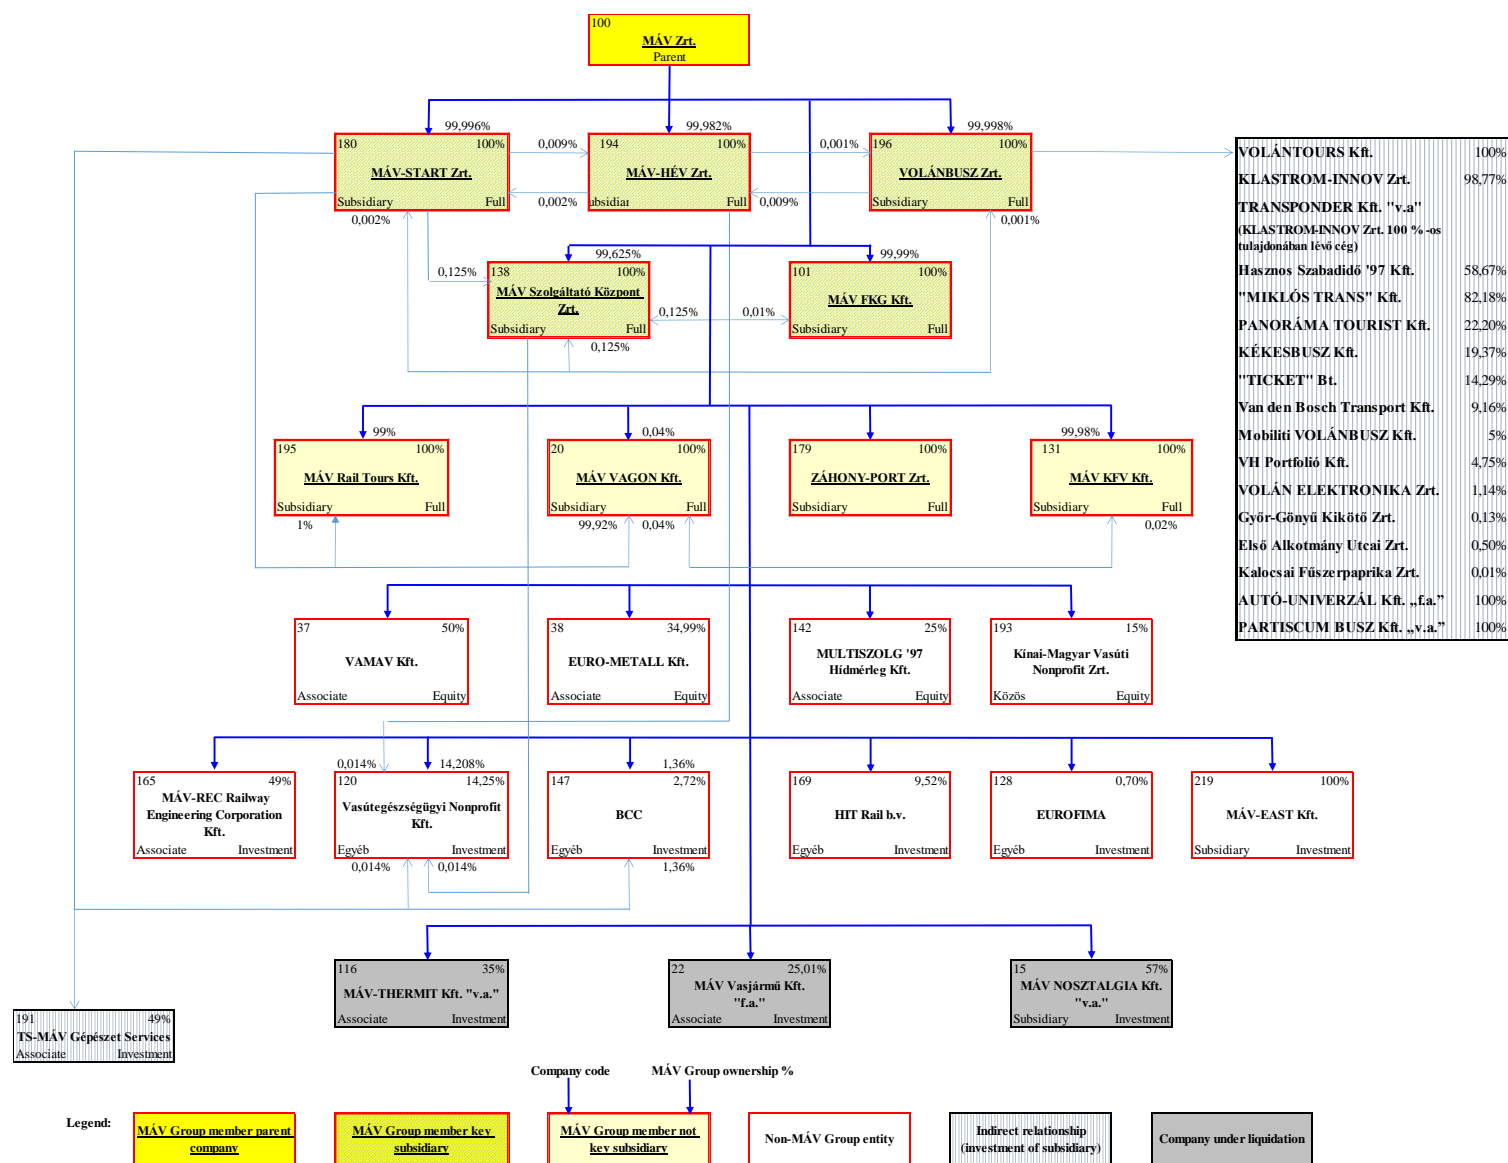 100
MÁV Zrt.
Parent
99,996%
99,982%
99,998%
180 100%
MÁV-START Zrt.
Subsidiary Full
0,009%
0,002%
194 100%
MÁV-HÉV Zrt.
ubsidiar Full
0,001%
0,009%
196 100%
VOLÁNBUSZ Zrt.
Subsidiary Full
0,002%
0,001%
VOLÁNTOURS Kft. 100%
KLASTROM-INNOV Zrt. 98,77%
TRANSPONDER Kft. "v.a"
(KLASTROM-INNOV Zrt. 100 % -os
tulajdonában lévő cég)
Hasznos Szabadidő '97 Kft. 58,67%
"MIKLÓS TRANS" Kft. 82,18%
PANORÁMA TOURIST Kft. 22,20%
KÉKESBUSZ Kft. 19,37%
"TICKET" Bt. 14,29%
Van den Bosch Transport Kft. 9,16%
Mobiliti VOLÁNBUSZ Kft. 5%
VH Portfolió Kft. 4,75%
VOLÁN ELEKTRONIKA Zrt. 1,14%
Győr-Gönyű Kikötő Zrt. 0,13%
Első Alkotmány Utcai Zrt. 0,50%
Kalocsai Fűszerpaprika Zrt. 0,01%
AUTÓ-UNIVERZÁL Kft. „f.a.” 100%
PARTISCUM BUSZ Kft. „v.a.” 100%
99,625%
99,99%
0,125%
138 100%
MÁV Szolgáltató Központ
Zrt.
Subsidiary Full
0,125%
0,01%
101 100%
MÁV FKG Kft.
Subsidiary Full
0,125%
99%
0,04%
99,98%
195 100%
MÁV Rail Tours Kft.
Subsidiary Full
1%
20 100%
MÁV VAGON Kft.
Subsidiary Full
99,92% 0,04%
179 100%
ZÁHONY-PORT Zrt.
Subsidiary Full
131 100%
MÁV KFV Kft.
Subsidiary Full
0,02%
37 50%
VAMAV Kft.
Associate Equity
38 34,99%
EURO-METALL Kft.
Associate Equity
142 25%
MULTISZOLG '97
Hídmérleg Kft.
Associate Equity
193 15%
Kínai-Magyar Vasúti
Nonprofit Zrt.
Közös Equity
0,014% 14,208%
1,36%
165 49%
MÁV-REC Railway
Engineering Corporation
Kft.
Associate Investment
120 14,25%
Vasútegészségügyi Nonprofit
Kft.
Egyéb Investment
0,014% 0,014%
147 2,72%
BCC
Egyéb Investment
1,36%
169 9,52%
HIT Rail b.v.
Egyéb Investment
128 0,70%
EUROFIMA
Egyéb Investment
219 100%
MÁV-EAST Kft.
Subsidiary Investment
116 35%
MÁV-THERMIT Kft. "v.a."
Associate Investment
22 25,01%
MÁV Vasjármű Kft.
"f.a."
Associate Investment
15 57%
MÁV NOSZTALGIA Kft.
"v.a."
Subsidiary Investment
191 49%
TS-MÁV Gépészet Services
Associate Investment
Company code
MÁV Group ownership %
Legend:
MÁV Group member parent
company
MÁV Group member key
subsidiary
MÁV Group member not
key subsidiary
Non-MÁV Group entity
Indirect relationship
(investment of subsidiary)
Company under liquidation